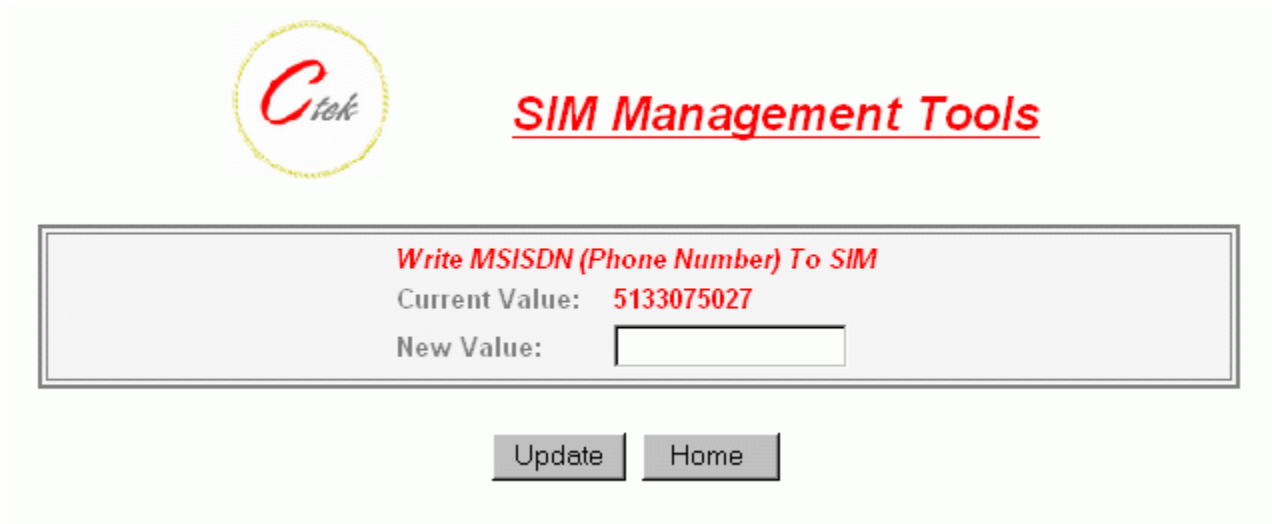 Ctek
SIM Management Tools
Write MSISDN (Phone Number) To SIM
Current Value: 5133075027
New Value:
Update Home